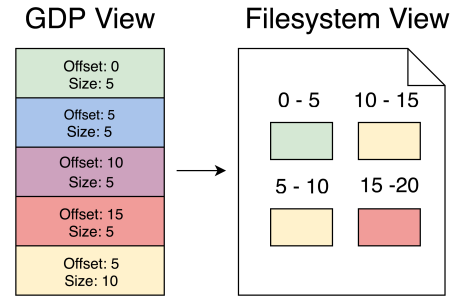 GDP View
Filesystem View
Offset: 0
Size: 5
Offset: 5
Size: 5
Offset: 10
Size: 5
Offset: 15
Size: 5
Offset: 5
Size: 10
0 - 5
10 - 15
5 - 10
15 -20